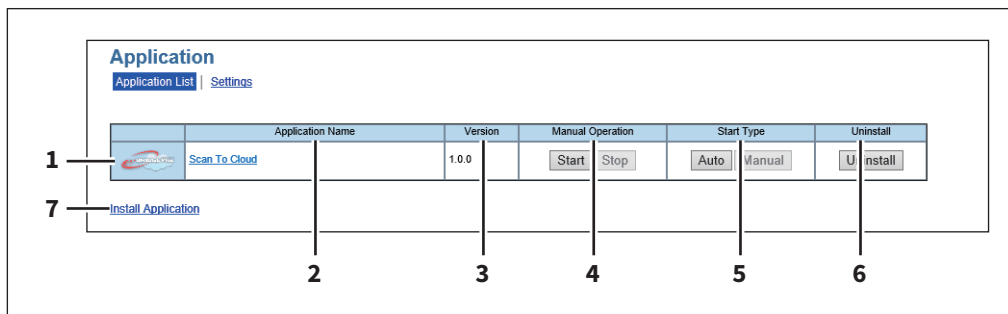 Application
Application List | Settings
Application Name Version Manual Operation Start Type Uninstall
1 Scan To Cloud 1.0.0 Start Stop Auto Manual Uninstall
7 Install Application
2 3 4 5 6